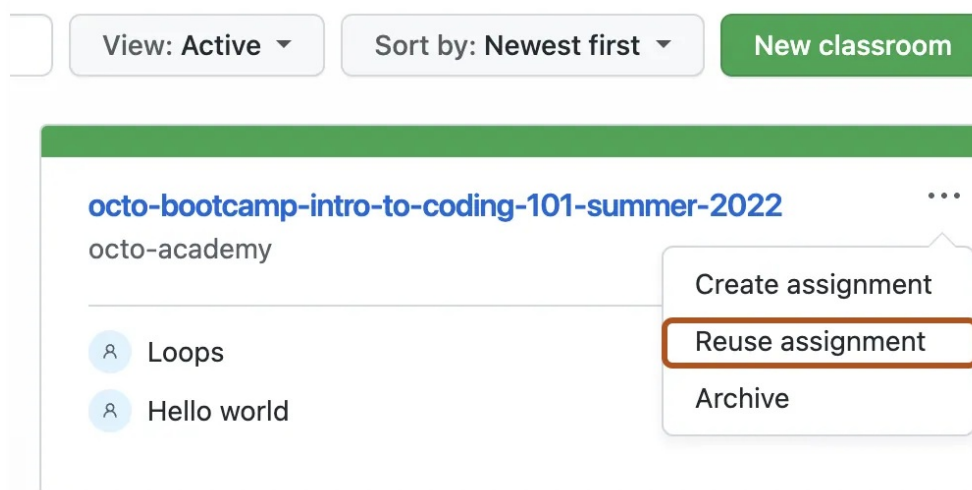 View: Active
Sort by: Newest first
New classroom
octo-bootcamp-intro-to-coding-101-summer-2022
octo-academy
Create assignment
Reuse assignment
Archive
Loops
Hello world